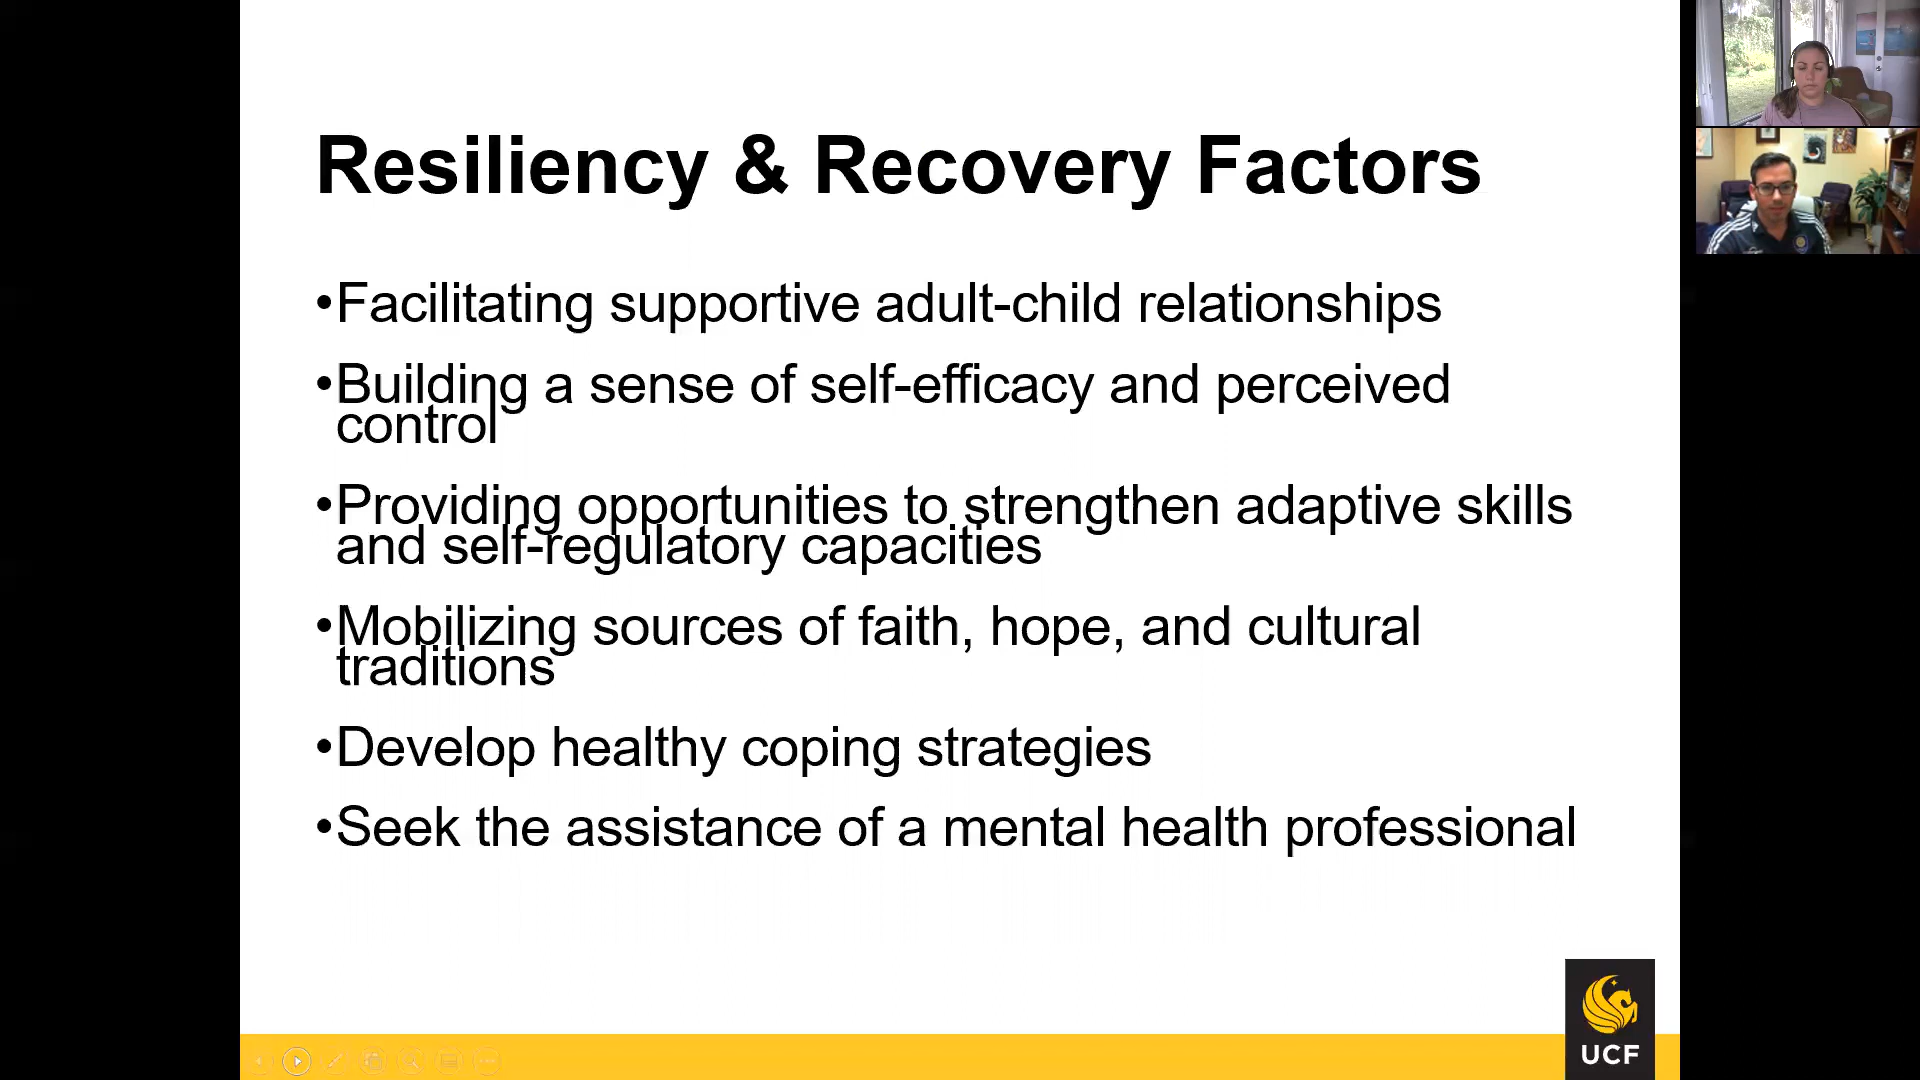 Resiliency & Recovery Factors
•Facilitating supportive adult-child relationships
•Building a sense of self-efficacy and perceived
control
•Providing opportunities to strengthen adaptive skills
and self-regulatory capacities
•Mobilizing sources of faith, hope, and cultural
traditions
•Develop healthy coping strategies
•Seek the assistance of a mental health professional
UCF